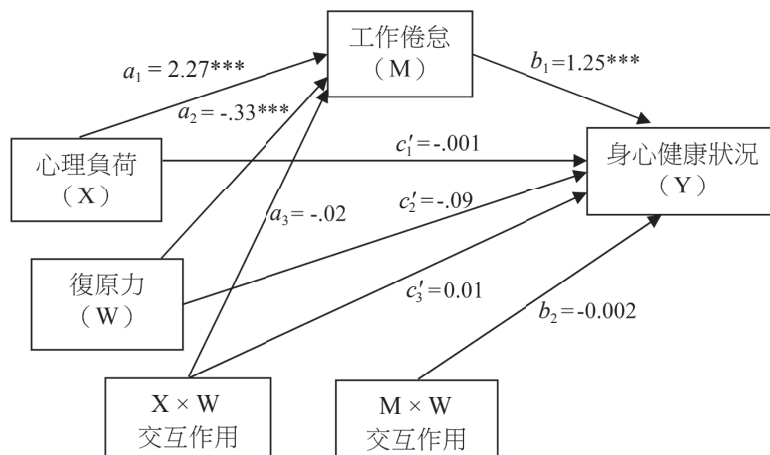 工作倦怠
（M）
a₁ = 2.27***
b₁=1.25***
a₂ = -.33***
心理負荷
（X）
c′₁=-.001
身心健康狀況
（Y）
a₃ = -.02
c′₂=-.09
復原力
（W）
c′₃=0.01
b₂=-0.002
X × W
交互作用
M × W
交互作用